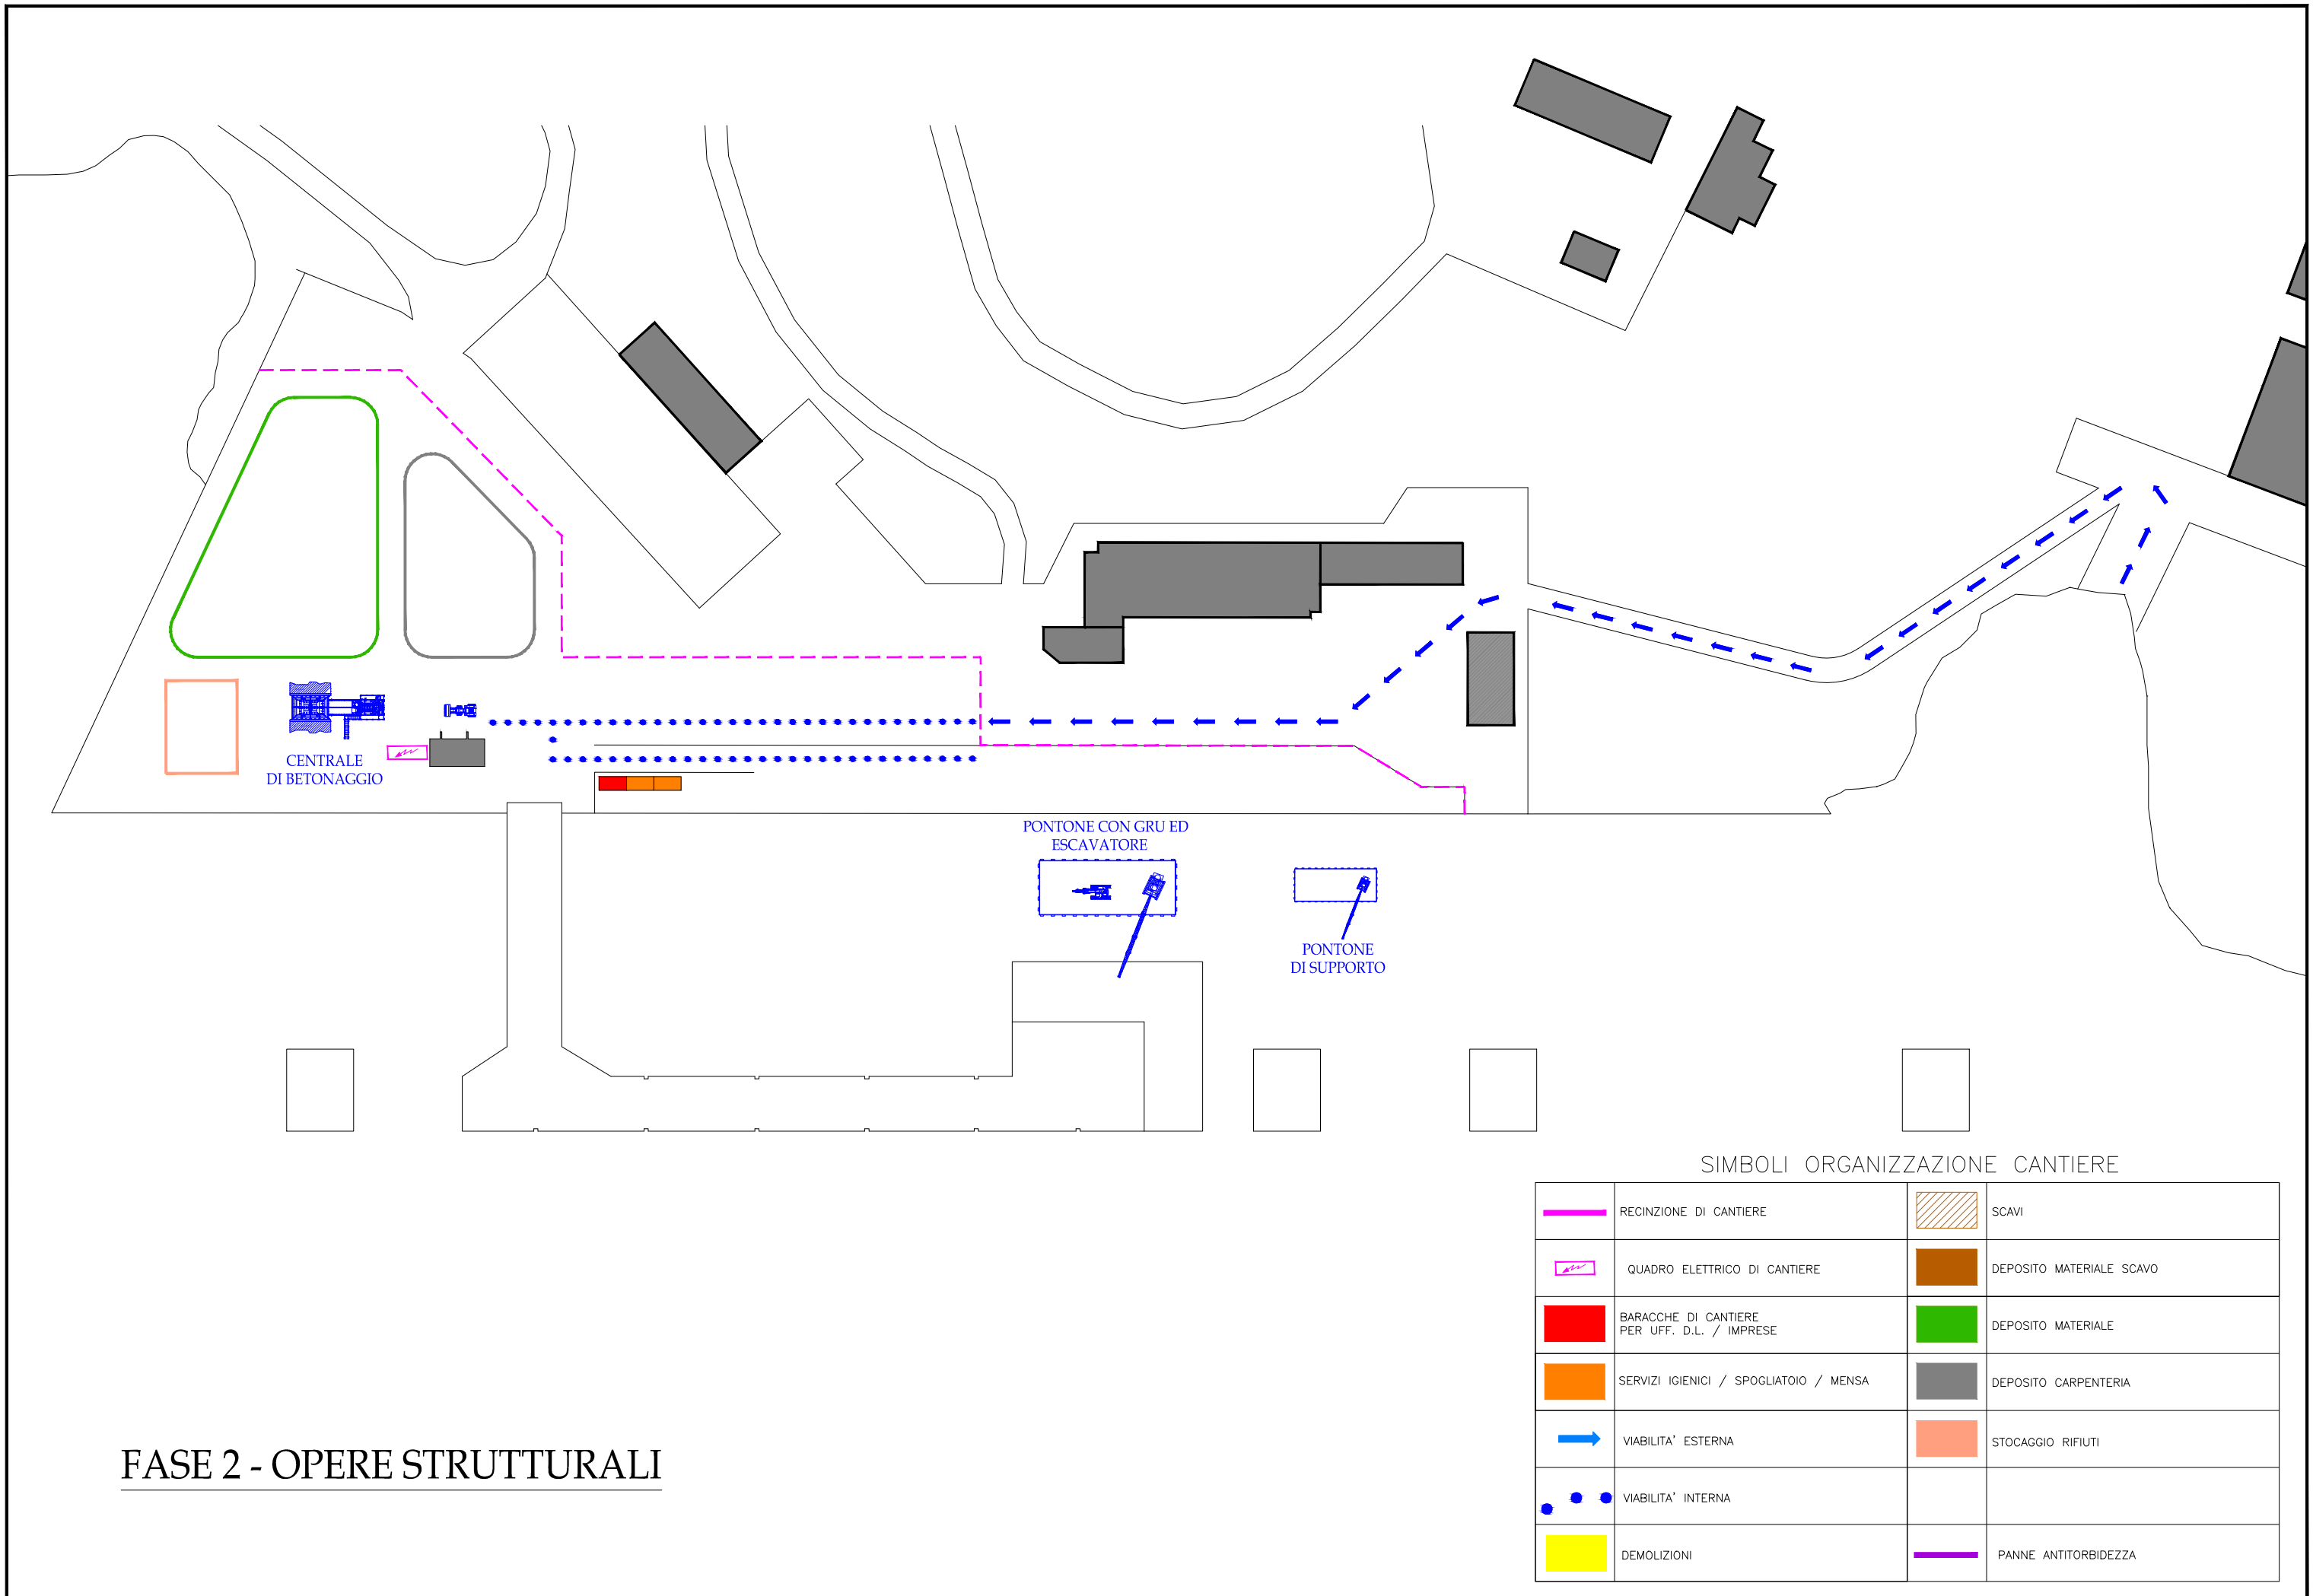 CENTRALE
DI BETONAGGIO
PONTONE CON GRU ED
ESCAVATORE
PONTONE
DI SUPPORTO
SIMBOLI ORGANIZZAZIONE CANTIERE
RECINZIONE DI CANTIERE
SCAVI
QUADRO ELETTRICO DI CANTIERE
DEPOSITO MATERIALE SCAVO
BARACCHE DI CANTIERE
PER UFF. D.L. / IMPRESE
DEPOSITO MATERIALE
SERVIZI IGIENICI / SPOGLIATOIO / MENSA
DEPOSITO CARPENTERIA
VIABILITA' ESTERNA
STOCAGGIO RIFIUTI
VIABILITA' INTERNA
DEMOLIZIONI
PANNE ANTITORBIDEZZA
FASE 2 - OPERE STRUTTURALI